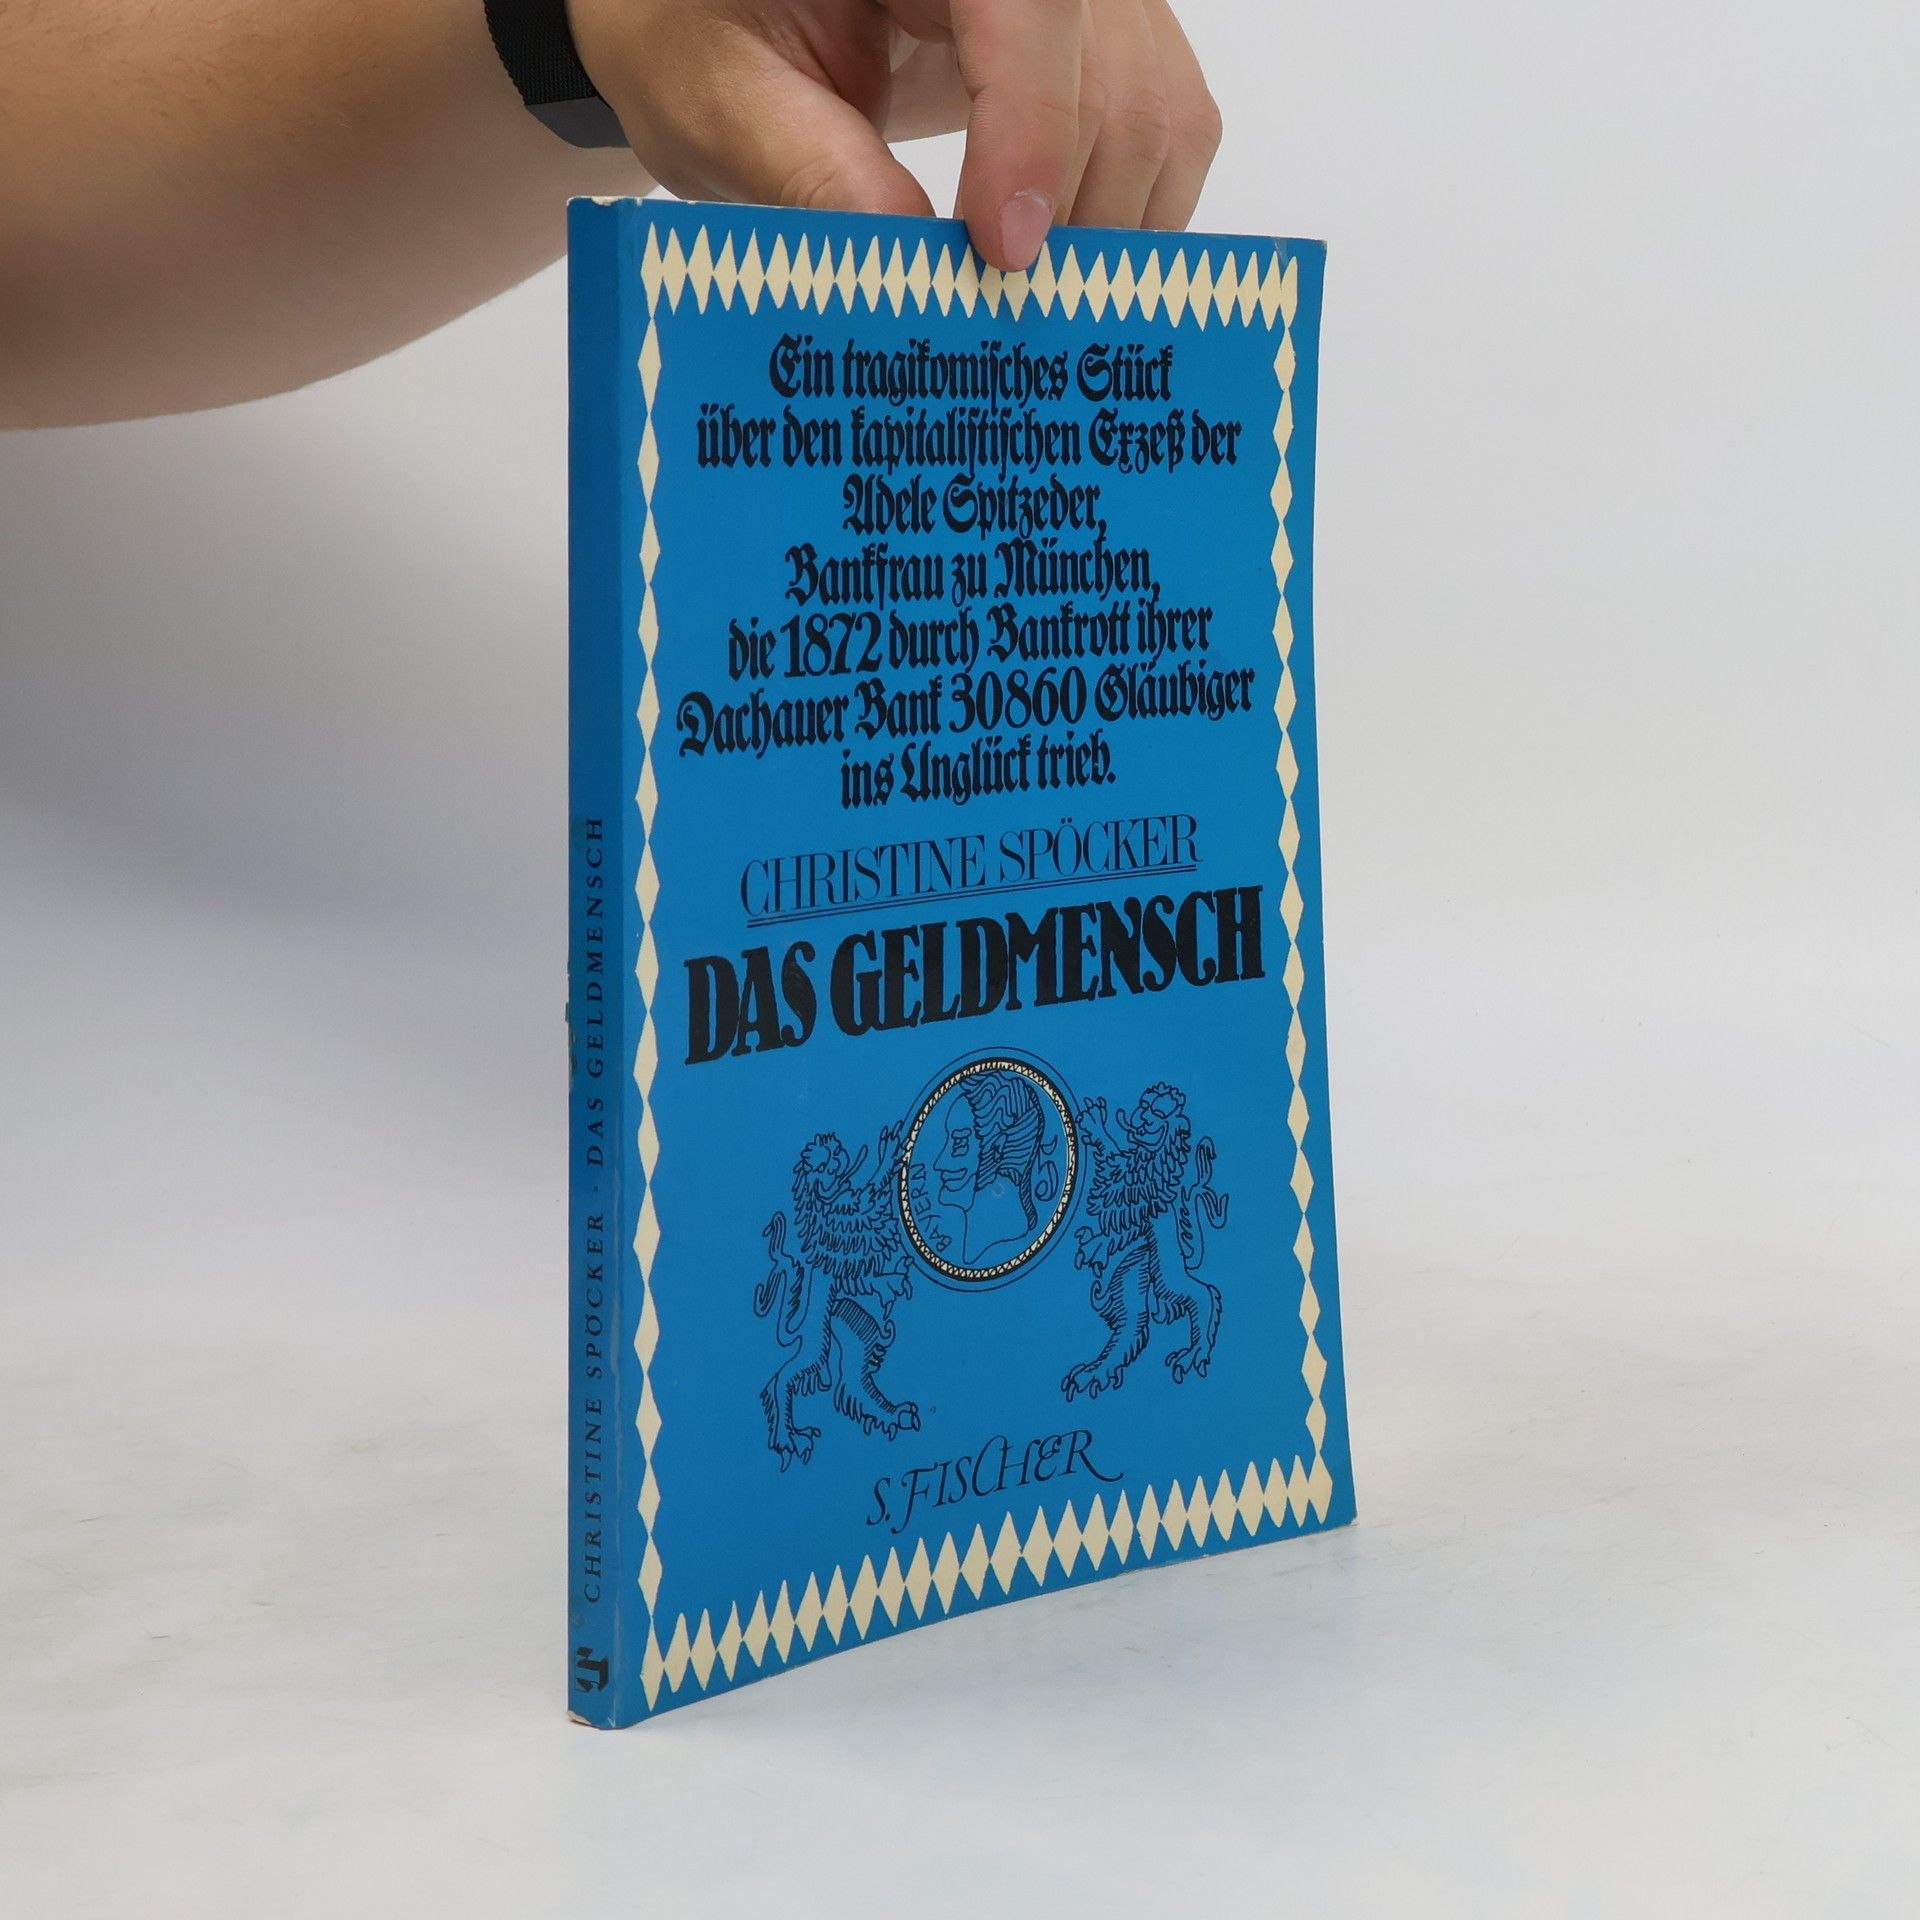 Ein tragikomisches Stück
über den kapitalistischen Exzeß der
Adele Spitzeder,
Bankfrau zu München,
die 1872 durch Bankrott ihrer
Dachauer Bank 30860 Gläubiger
ins Unglück trieb.
CHRISTINE SPÖCKER
DAS GELDMENSCH
BAYERN
S. FISCHER
CHRISTINE SPÖCKER · DAS GELDMENSCH